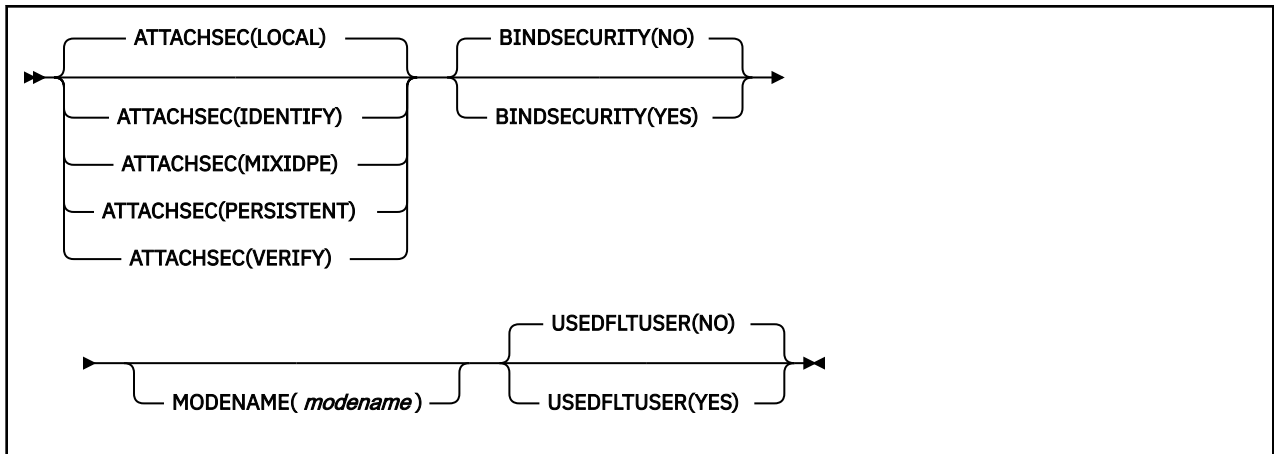 ATTACHSEC(LOCAL)
ATTACHSEC(IDENTIFY)
ATTACHSEC(MIXIDPE)
ATTACHSEC(PERSISTENT)
ATTACHSEC(VERIFY)
BINDSECURITY(NO)
BINDSECURITY(YES)
MODENAME( modename )
USEDFLTUSER(NO)
USEDFLTUSER(YES)